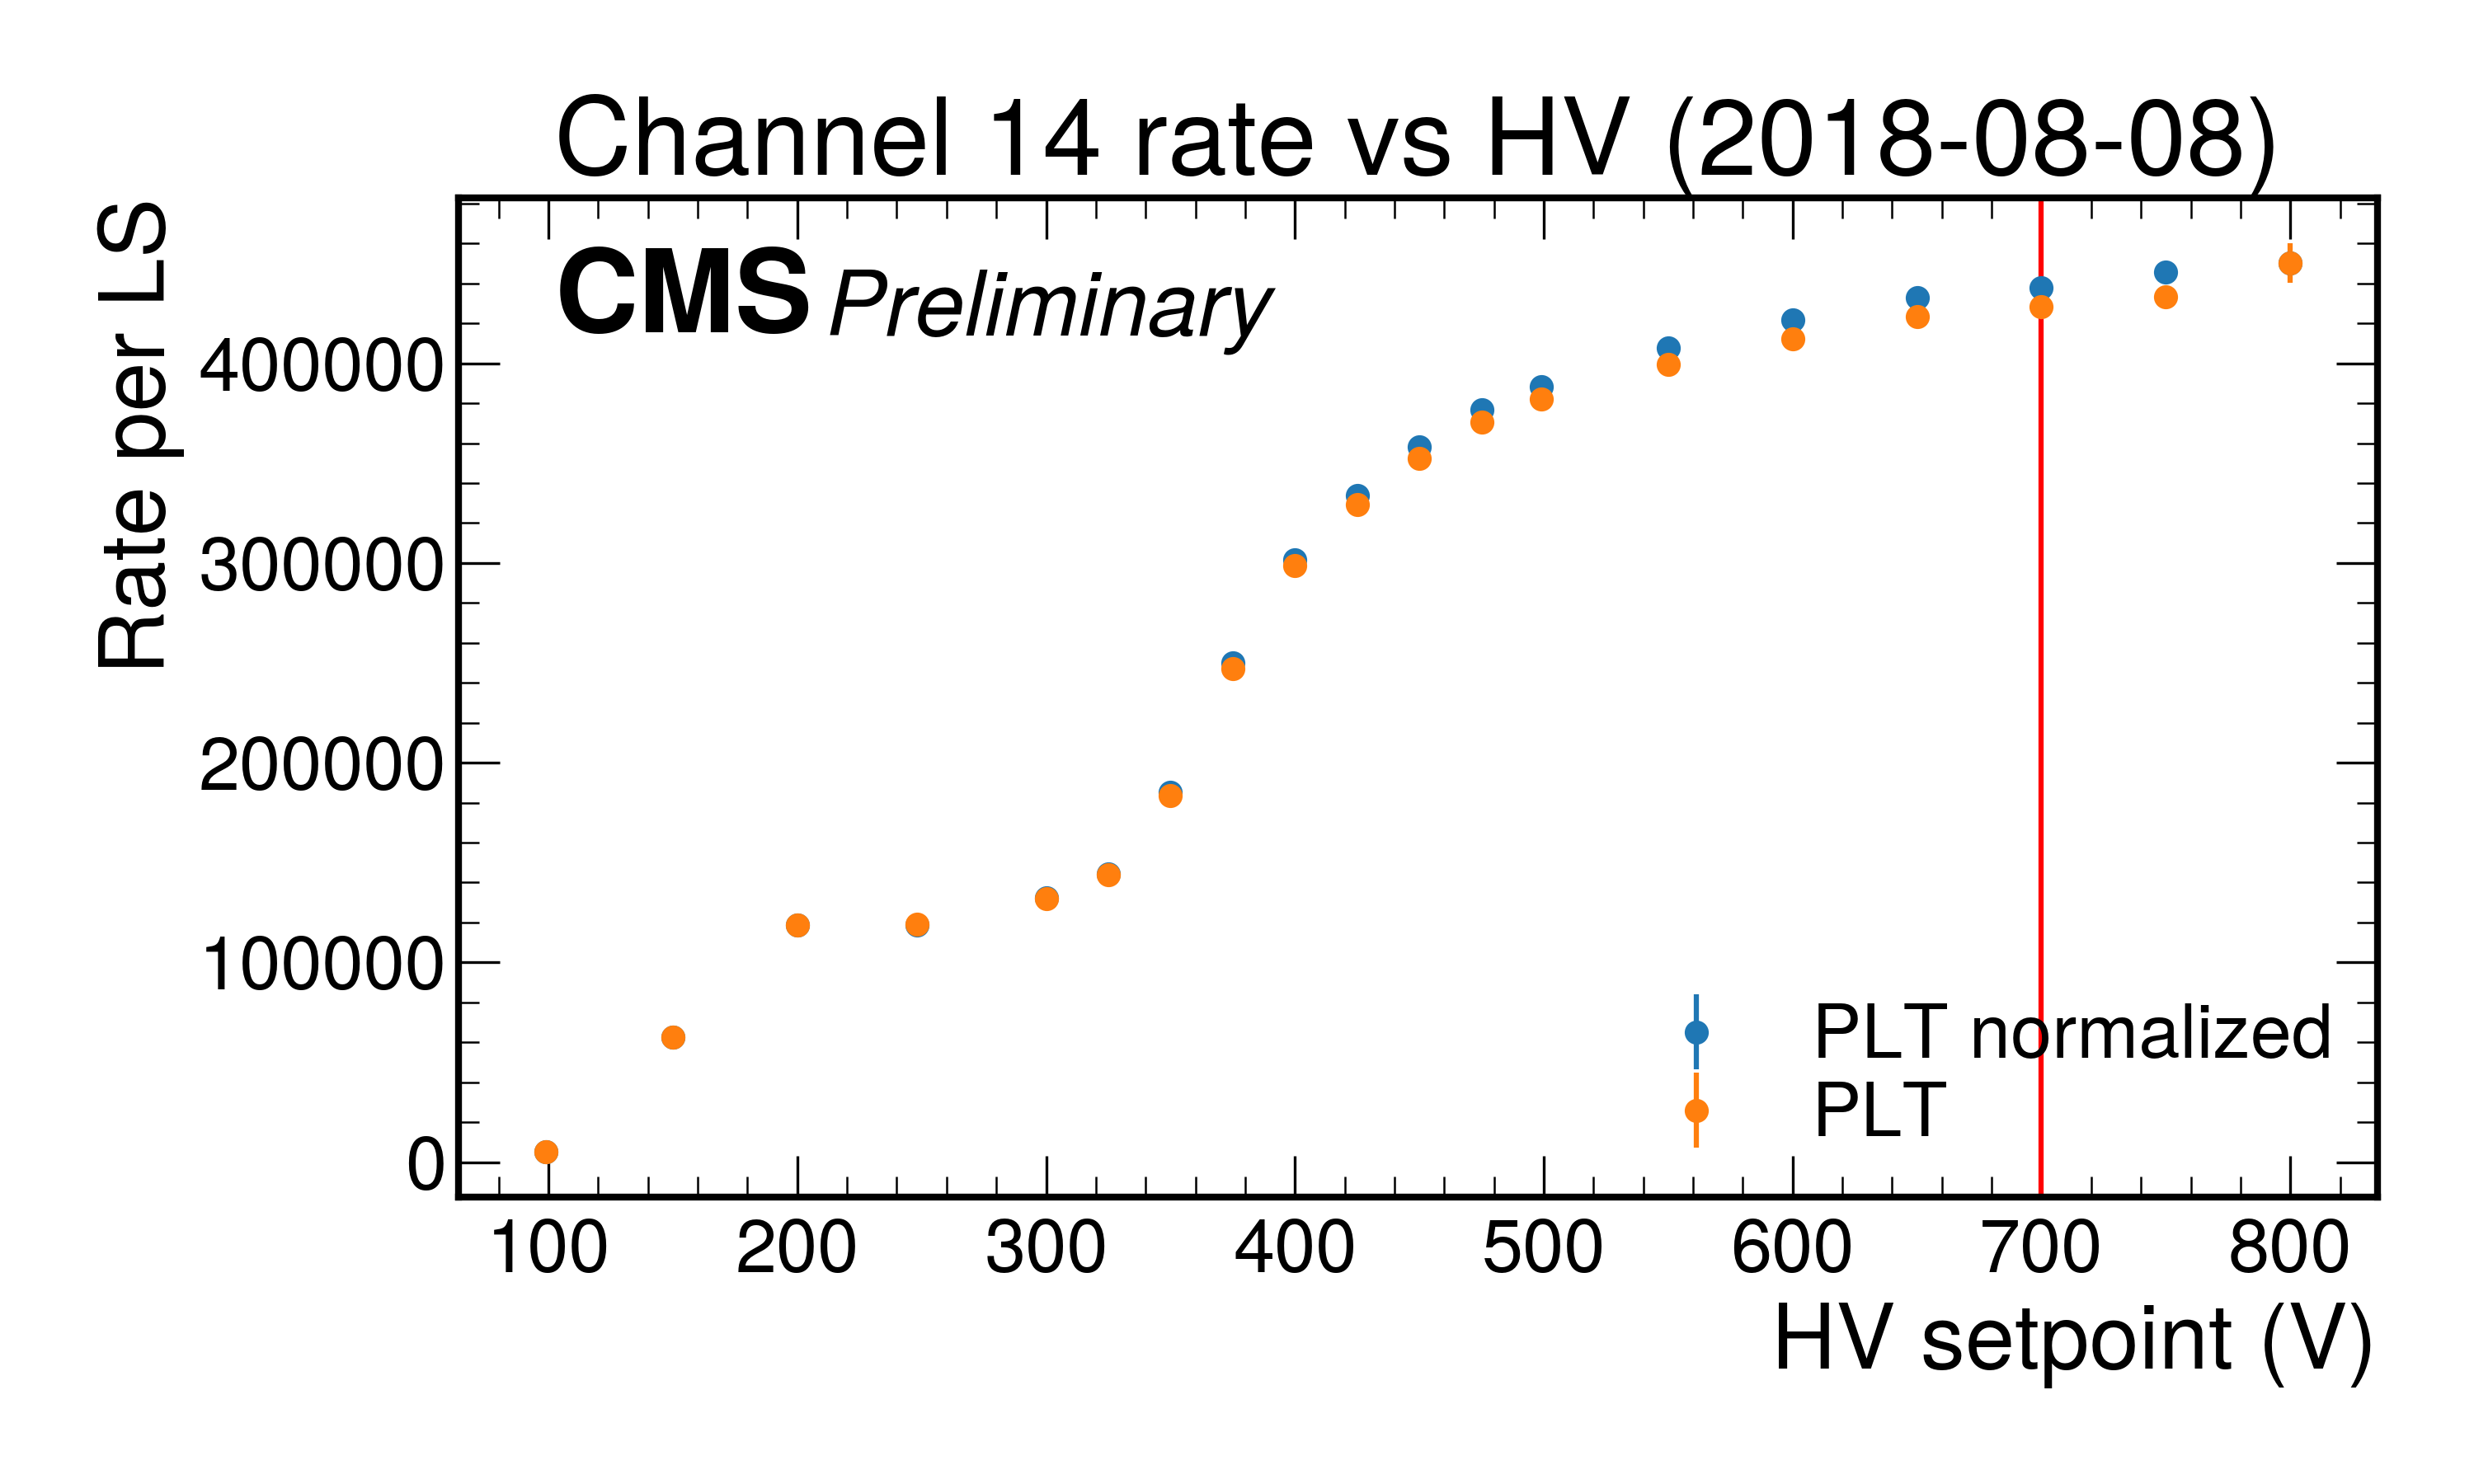 Channel 14 rate vs HV (2018-08-08)
CMS Preliminary
Rate per LS
400000
300000
200000
100000
0
PLT normalized
PLT
100 200 300 400 500 600 700 800
HV setpoint (V)